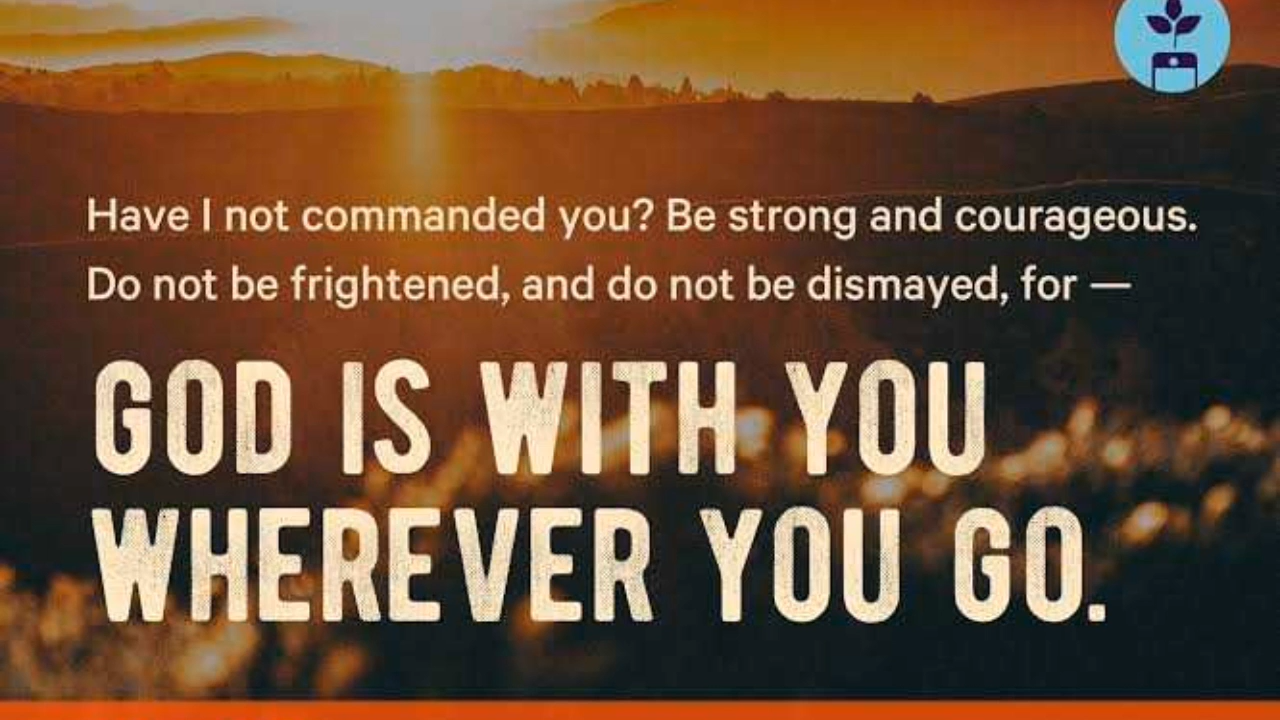 Have I not commanded you? Be strong and courageous.
Do not be frightened, and do not be dismayed, for —
GOD IS WITH YOU
WHEREVER YOU GO.